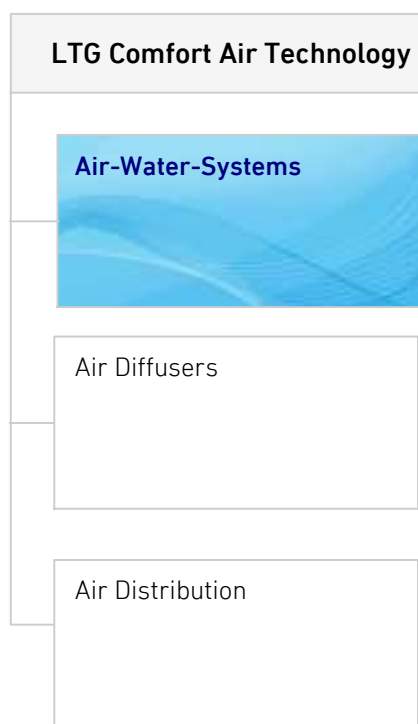 LTG Comfort Air Technology
Air-Water-Systems
Air Diffusers
Air Distribution